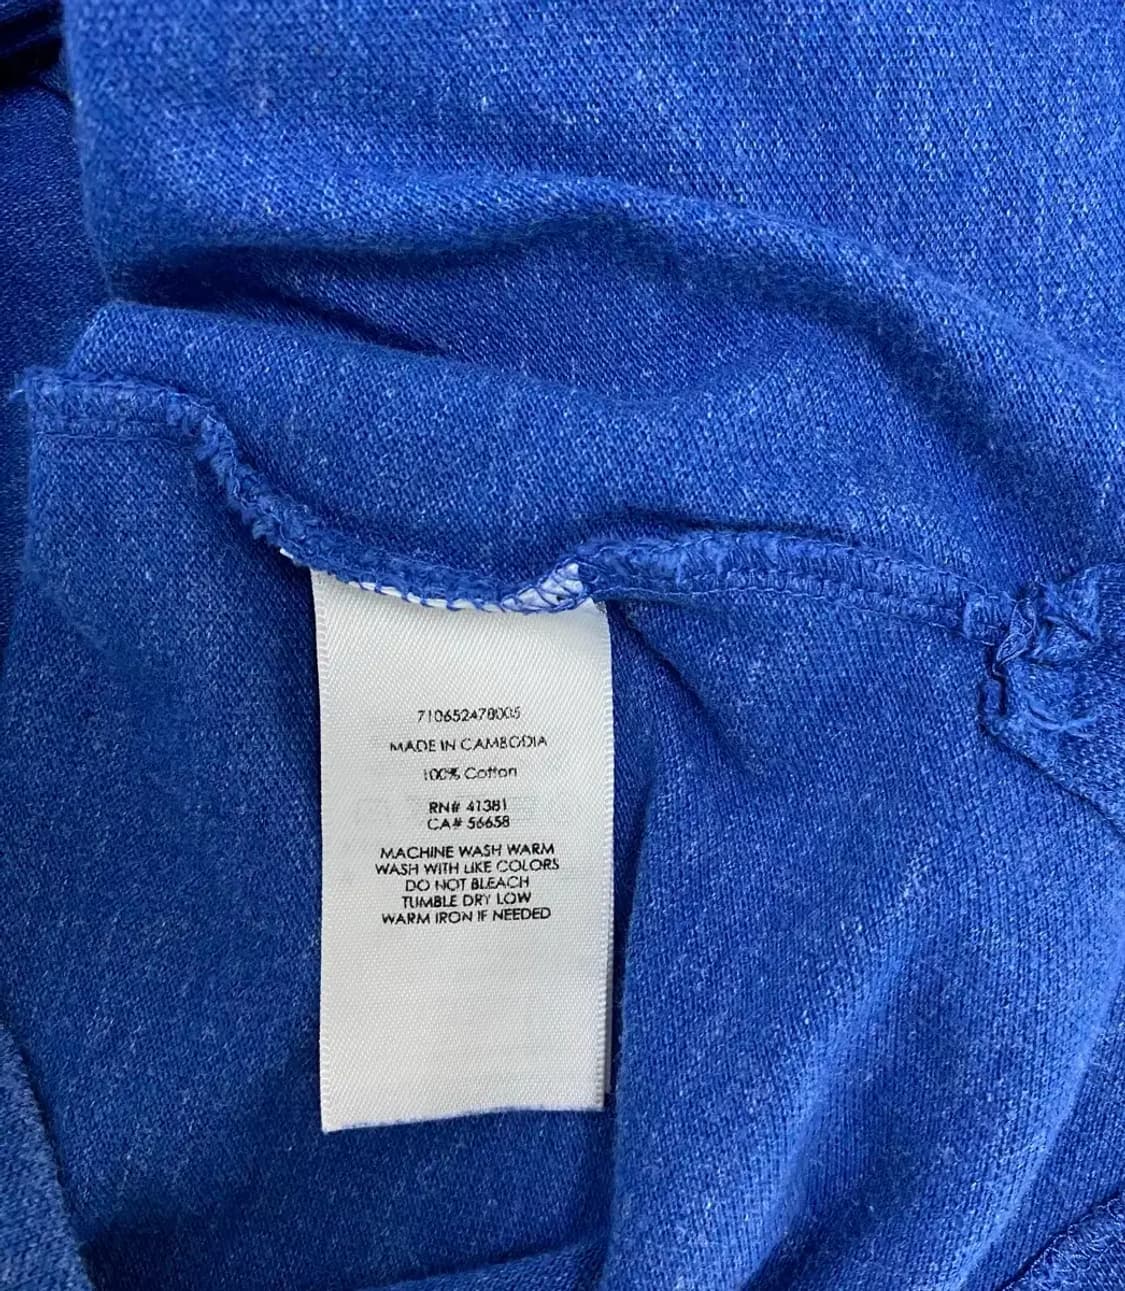 710652478005
MADE IN CAMBODIA
100% Cotton
RN# 41381
CA# 56658
MACHINE WASH WARM
WASH WITH LIKE COLORS
DO NOT BLEACH
TUMBLE DRY LOW
WARM IRON IF NEEDED